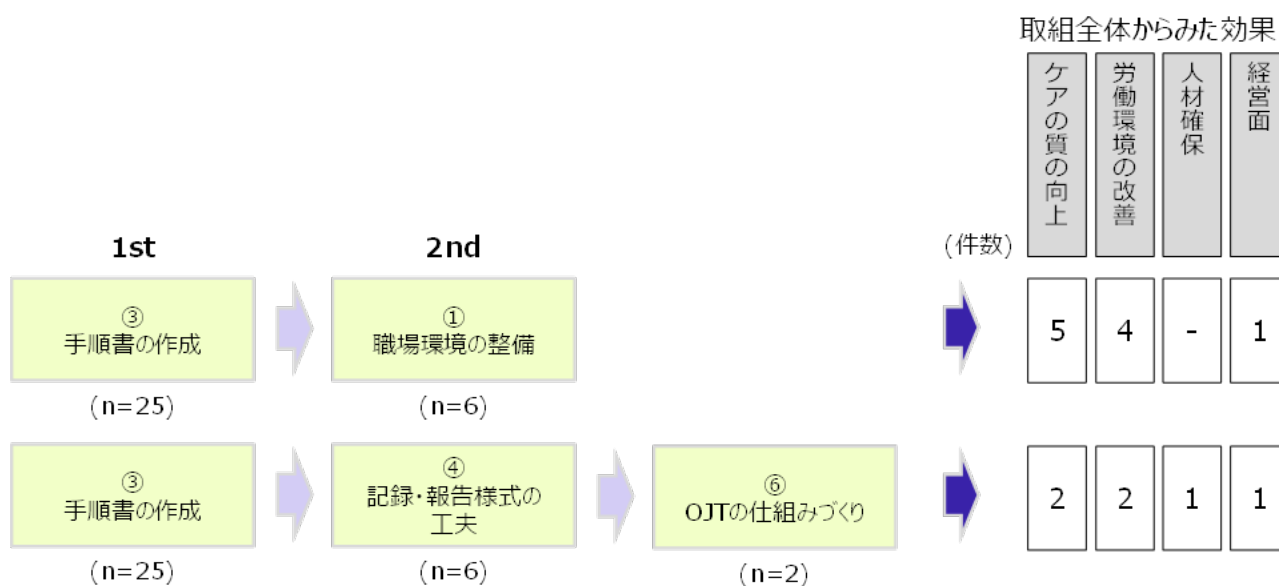 取組全体からみた効果
ケアの質の向上
労働環境の改善
人材確保
経営面
1st
2nd
(件数)
③
手順書の作成
①
職場環境の整備
5
4
-
1
(n=25)
(n=6)
③
手順書の作成
④
記録・報告様式の
工夫
⑥
OJTの仕組みづくり
2
2
1
1
(n=25)
(n=6)
(n=2)